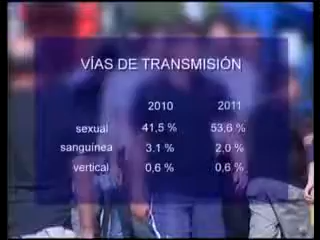 VÍAS DE TRANSMISIÓN
2010 2011
sexual 41,5 % 53,6 %
sanguínea 3.1 % 2.0 %
vertical 0,6 % 0,6 %